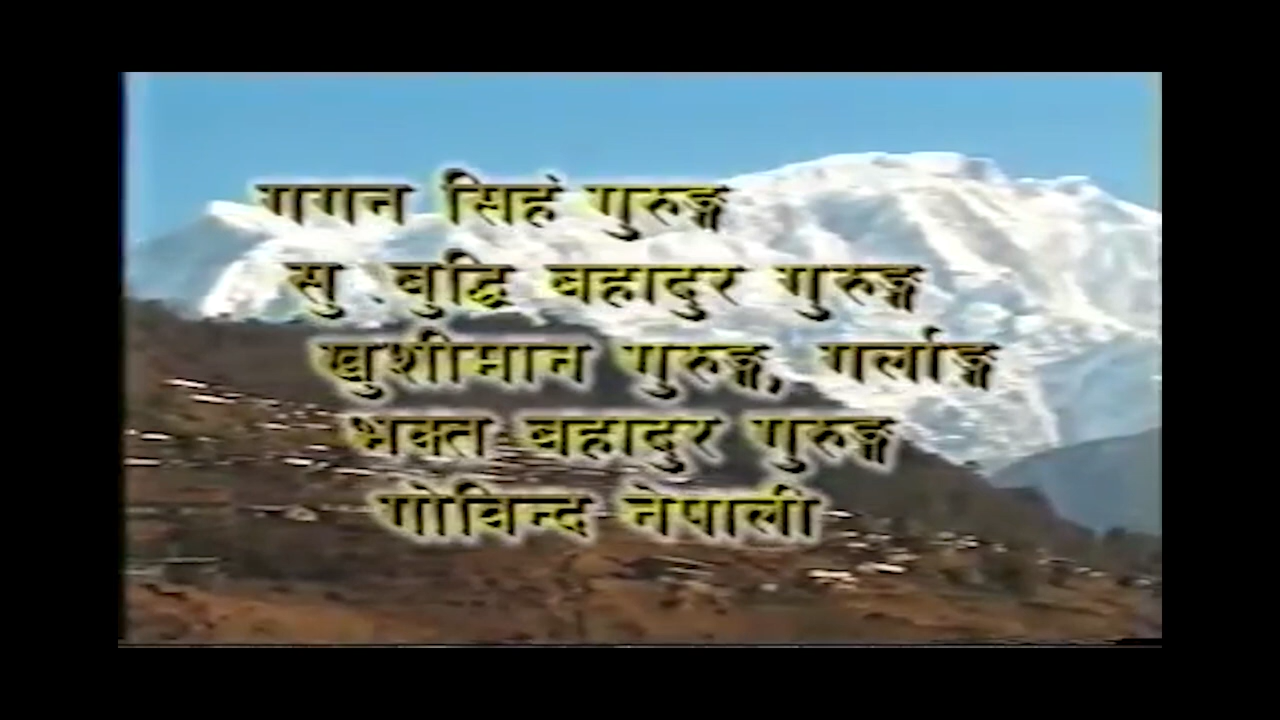 गगन सिहं गुरुङ्ग
सु .बुद्धि बहादुर गुरुङ्ग
खुशीमान गुरुङ्ग, गर्लाङ्ग
भक्त बहादुर गुरुङ्ग
गोविन्द नेपाली